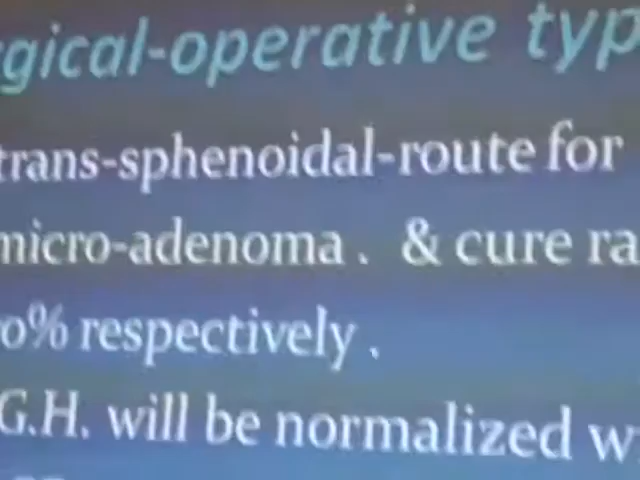 gical-operative typ
trans-sphenoidal-route for
micro-adenoma . & cure ra
0% respectively .
G.H. will be normalized w